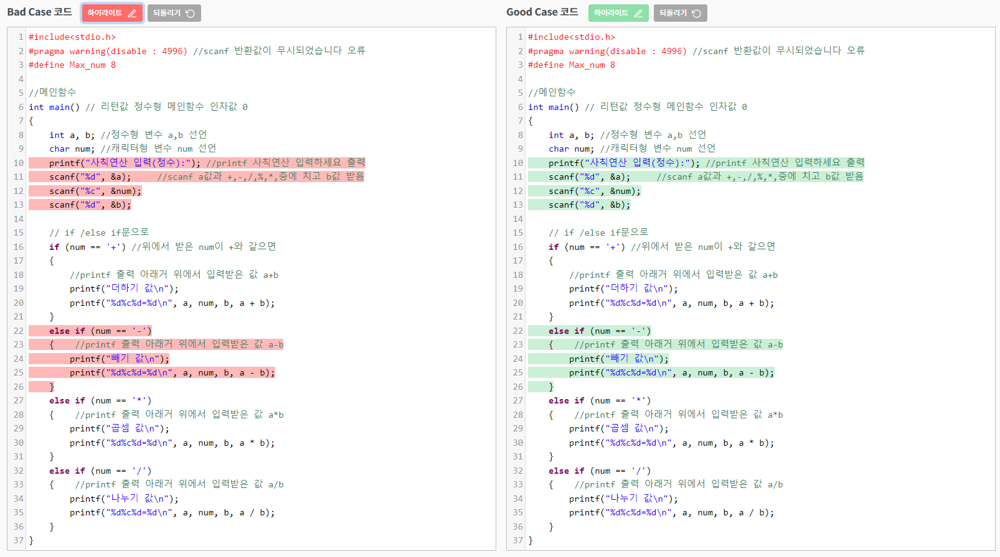 Bad Case 코드 하이라이트 되돌리기
1 #include<stdio.h>
2 #pragma warning(disable : 4996) //scanf 반환값이 무시되었습니다 오류
3 #define Max_num 8
4
5 //메인함수
6 int main() // 리턴값 정수형 메인함수 인자값 0
7 {
8     int a, b; //정수형 변수 a,b 선언
9     char num; //캐릭터형 변수 num 선언
10     printf("사칙연산 입력(정수):"); //printf 사칙연산 입력하세요 출력
11     scanf("%d", &a);     //scanf a값과 +,-,/,%,*,중에 치고 b값 받음
12     scanf("%c", &num);
13     scanf("%d", &b);
14
15     // if /else if문으로
16     if (num == '+') //위에서 받은 num이 +와 같으면
17     {
18         //printf 출력 아래거 위에서 입력받은 값 a+b
19         printf("더하기 값\n");
20         printf("%d%c%d=%d\n", a, num, b, a + b);
21     }
22     else if (num == '-')
23     {    //printf 출력 아래거 위에서 입력받은 값 a-b
24         printf("빼기 값\n");
25         printf("%d%c%d=%d\n", a, num, b, a - b);
26     }
27     else if (num == '*')
28     {    //printf 출력 아래거 위에서 입력받은 값 a*b
29         printf("곱셈 값\n");
30         printf("%d%c%d=%d\n", a, num, b, a * b);
31     }
32     else if (num == '/')
33     {    //printf 출력 아래거 위에서 입력받은 값 a/b
34         printf("나누기 값\n");
35         printf("%d%c%d=%d\n", a, num, b, a / b);
36     }
37 }
Good Case 코드 하이라이트 되돌리기
1 #include<stdio.h>
2 #pragma warning(disable : 4996) //scanf 반환값이 무시되었습니다 오류
3 #define Max_num 8
4
5 //메인함수
6 int main() // 리턴값 정수형 메인함수 인자값 0
7 {
8     int a, b; //정수형 변수 a,b 선언
9     char num; //캐릭터형 변수 num 선언
10     printf("사칙연산 입력(정수):"); //printf 사칙연산 입력하세요 출력
11     scanf("%d", &a);     //scanf a값과 +,-,/,%,*,중에 치고 b값 받음
12     scanf("%c", &num);
13     scanf("%d", &b);
14
15     // if /else if문으로
16     if (num == '+') //위에서 받은 num이 +와 같으면
17     {
18         //printf 출력 아래거 위에서 입력받은 값 a+b
19         printf("더하기 값\n");
20         printf("%d%c%d=%d\n", a, num, b, a + b);
21     }
22     else if (num == '-')
23     {    //printf 출력 아래거 위에서 입력받은 값 a-b
24         printf("빼기 값\n");
25         printf("%d%c%d=%d\n", a, num, b, a - b);
26     }
27     else if (num == '*')
28     {    //printf 출력 아래거 위에서 입력받은 값 a*b
29         printf("곱셈 값\n");
30         printf("%d%c%d=%d\n", a, num, b, a * b);
31     }
32     else if (num == '/')
33     {    //printf 출력 아래거 위에서 입력받은 값 a/b
34         printf("나누기 값\n");
35         printf("%d%c%d=%d\n", a, num, b, a / b);
36     }
37 }